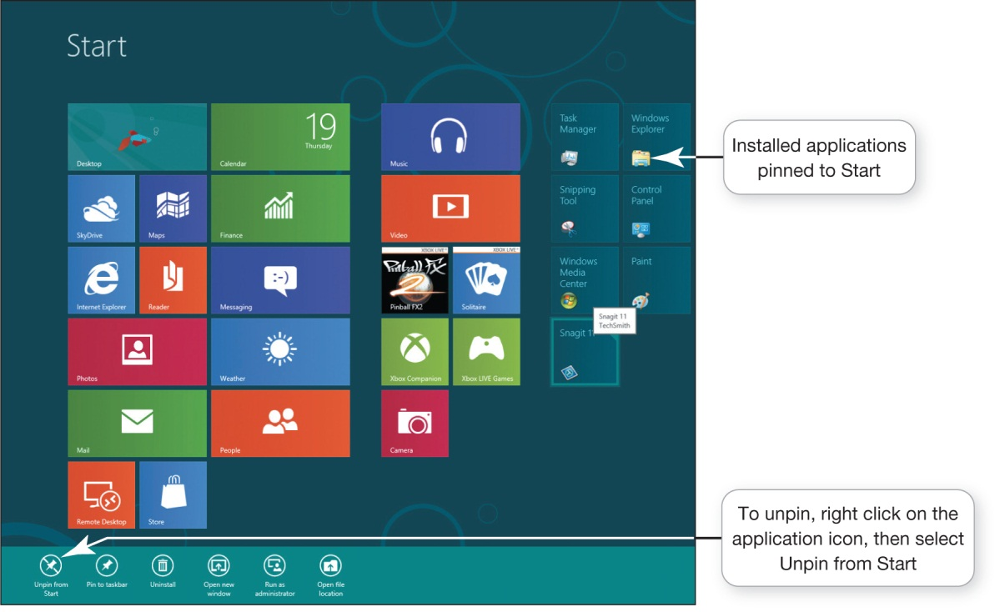 Start
Desktop
Calendar
19
Thursday
SkyDrive
Maps
Finance
Internet Explorer
Reader
Messaging
Photos
Weather
Mail
People
Remote Desktop
Store
Music
Video
XBOX LIVE
Pinball FX
2
Pinball FX2
XBOX LIVE
Solitaire
Xbox Companion
Xbox LIVE Games
Camera
Task
Manager
Windows
Explorer
Snipping
Tool
Control
Panel
Windows
Media
Center
Paint
Snagit 11
TechSmith
Snagit 11
Installed applications
pinned to Start
To unpin, right click on the
application icon, then select
Unpin from Start
Unpin from
Start
Pin to taskbar
Uninstall
Open new
window
Run as
administrator
Open file
location